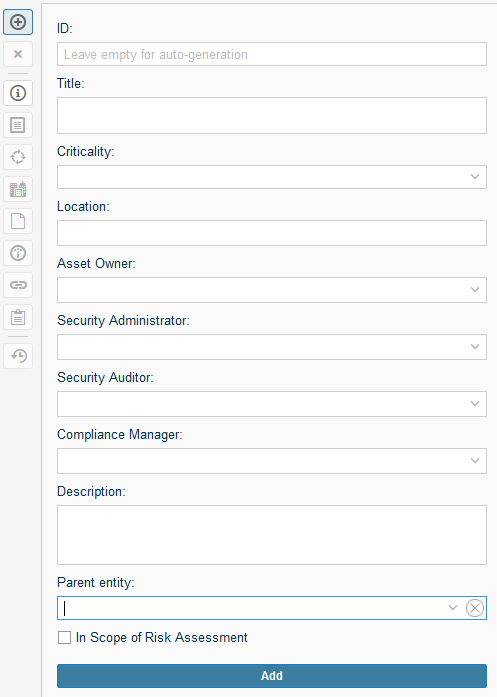 ID:
Leave empty for auto-generation
Title:
Criticality:
Location:
Asset Owner:
Security Administrator:
Security Auditor:
Compliance Manager:
Description:
Parent entity:
In Scope of Risk Assessment
Add